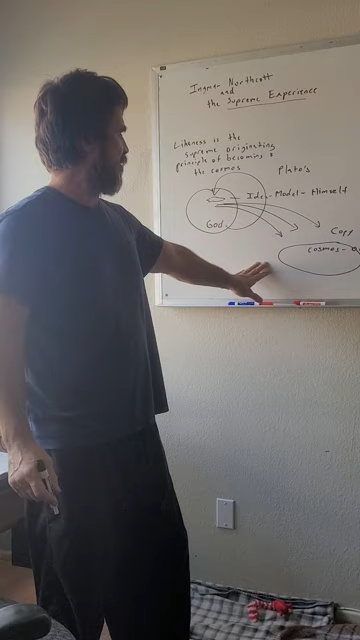 Ingmar Northcott
and
the Supreme Experience
Likeness is the
supreme originating
principle of becoming &
the cosmos
Plato's
Model - Himself
God
Copy
cosmos -